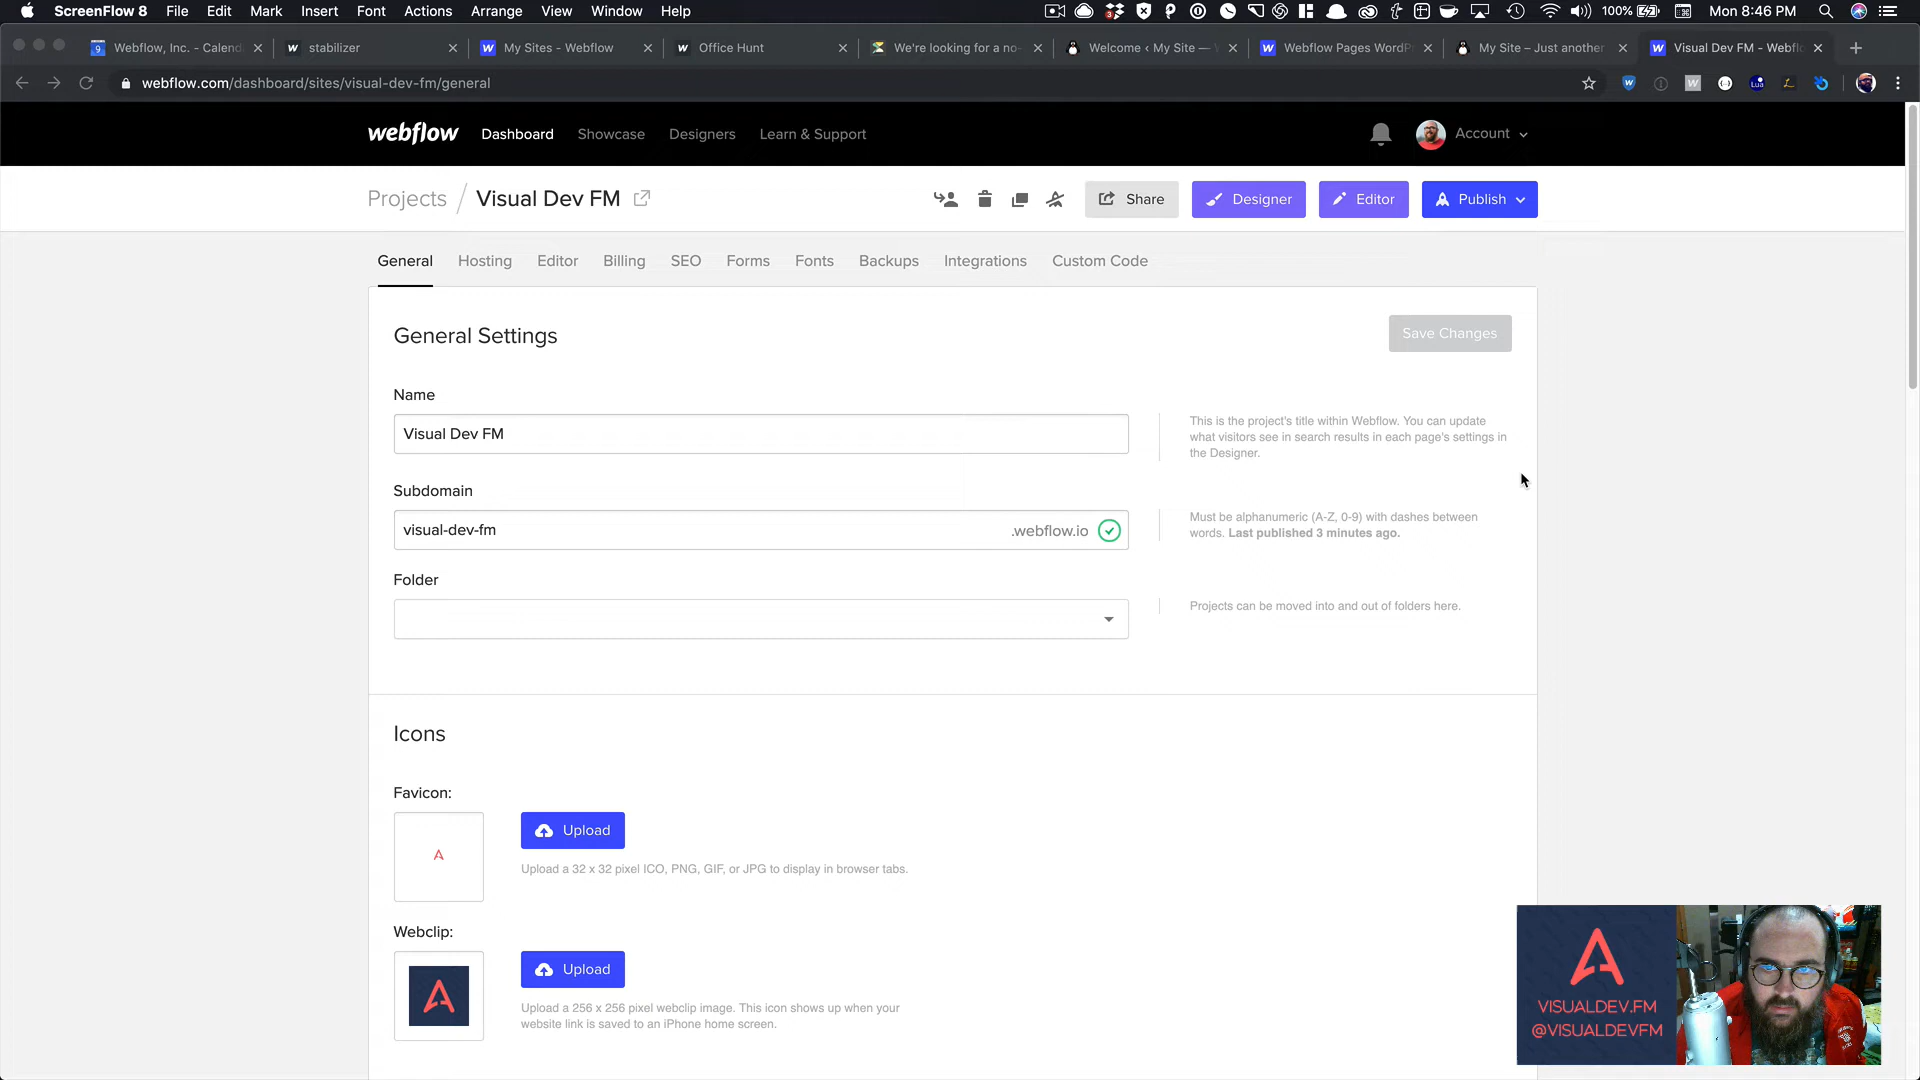 ScreenFlow 8 File Edit Mark Insert Font Actions Arrange View Window Help 3 100% Mon 8:46 PM
9 Webflow, Inc. - Calend stabilizer My Sites - Webflow Office Hunt We're looking for a no- Welcome ‹ My Site — Webflow Pages WordP My Site – Just another Visual Dev FM - Webfl
webflow.com/dashboard/sites/visual-dev-fm/general
webflow Dashboard Showcase Designers Learn & Support Account
Projects / Visual Dev FM Share Designer Editor Publish
General Hosting Editor Billing SEO Forms Fonts Backups Integrations Custom Code
General Settings Save Changes
Name
Visual Dev FM
This is the project's title within Webflow. You can update
what visitors see in search results in each page's settings in
the Designer.
Subdomain
visual-dev-fm .webflow.io
Must be alphanumeric (A-Z, 0-9) with dashes between
words. Last published 3 minutes ago.
Folder
Projects can be moved into and out of folders here.
Icons
Favicon:
Upload
Upload a 32 x 32 pixel ICO, PNG, GIF, or JPG to display in browser tabs.
Webclip:
Upload
Upload a 256 x 256 pixel webclip image. This icon shows up when your
website link is saved to an iPhone home screen.
VISUALDEV.FM
@VISUALDEVFM